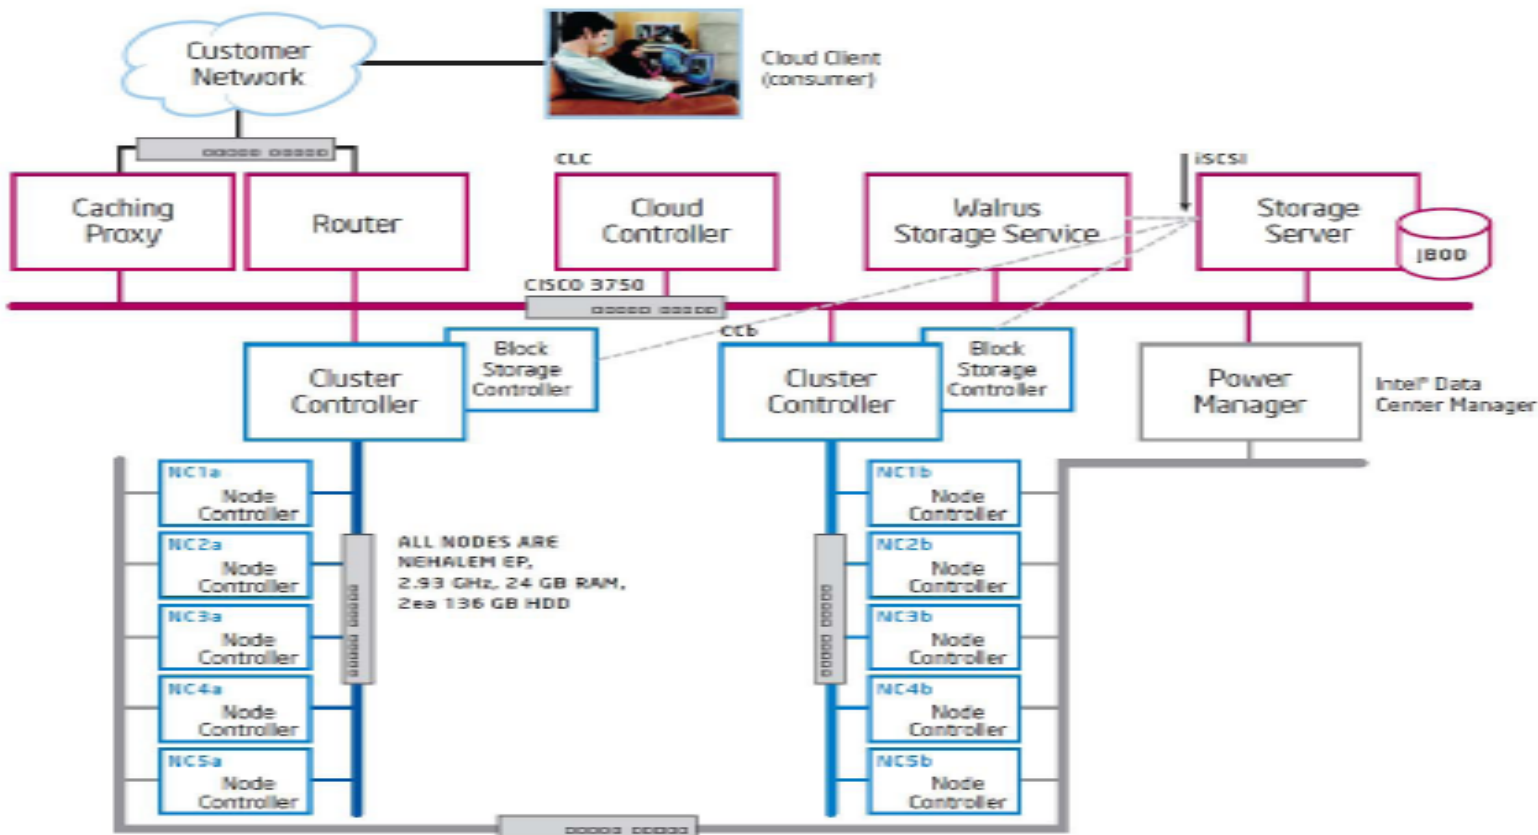 Customer
Network
Cloud Client
(consumer)
CLC
iSCSI
Caching
Proxy
Router
Cloud
Controller
Walrus
Storage Service
Storage
Server
JBOD
CISCO 3750
CCb
Cluster
Controller
Block
Storage
Controller
Cluster
Controller
Block
Storage
Controller
Power
Manager
Intel® Data
Center Manager
NC1a
Node
Controller
NC2a
Node
Controller
NC3a
Node
Controller
NC4a
Node
Controller
NC5a
Node
Controller
ALL NODES ARE
NEHALEM EP,
2.93 GHz, 24 GB RAM,
2ea 136 GB HDD
NC1b
Node
Controller
NC2b
Node
Controller
NC3b
Node
Controller
NC4b
Node
Controller
NC5b
Node
Controller